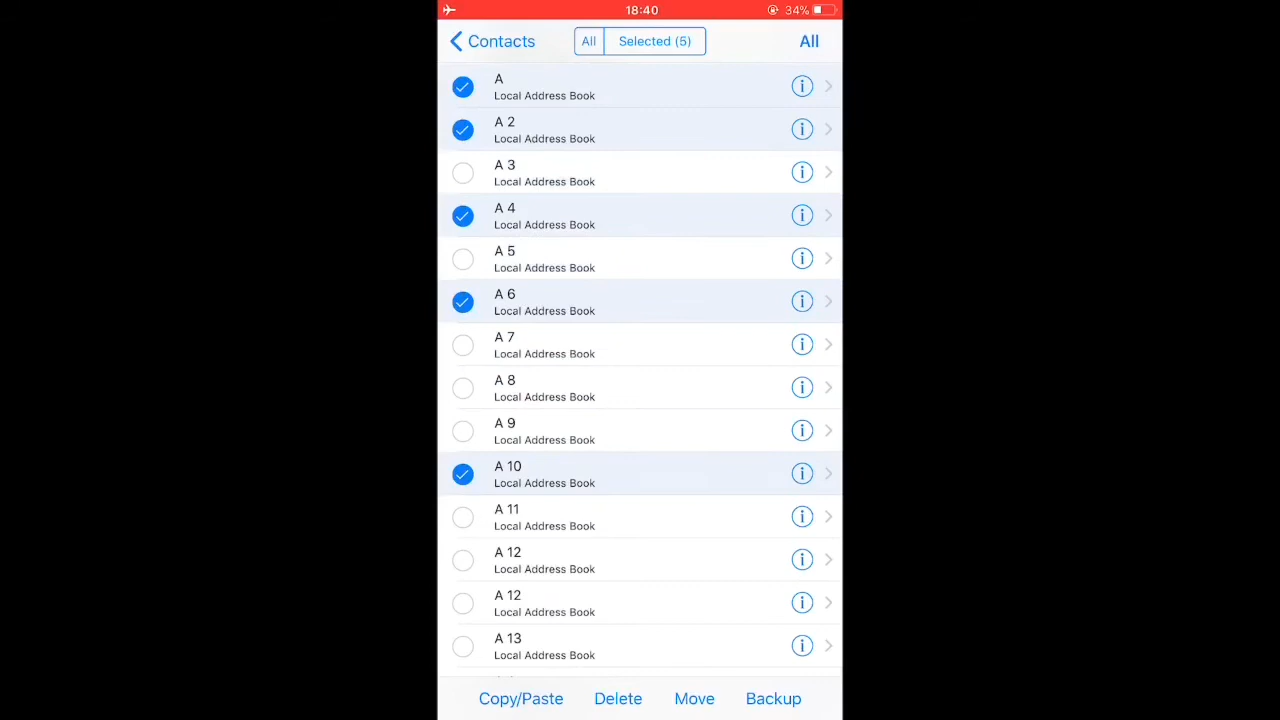 18:40 34%
Contacts All Selected (5) All
A
Local Address Book
A 2
Local Address Book
A 3
Local Address Book
A 4
Local Address Book
A 5
Local Address Book
A 6
Local Address Book
A 7
Local Address Book
A 8
Local Address Book
A 9
Local Address Book
A 10
Local Address Book
A 11
Local Address Book
A 12
Local Address Book
A 12
Local Address Book
A 13
Local Address Book
Copy/Paste Delete Move Backup